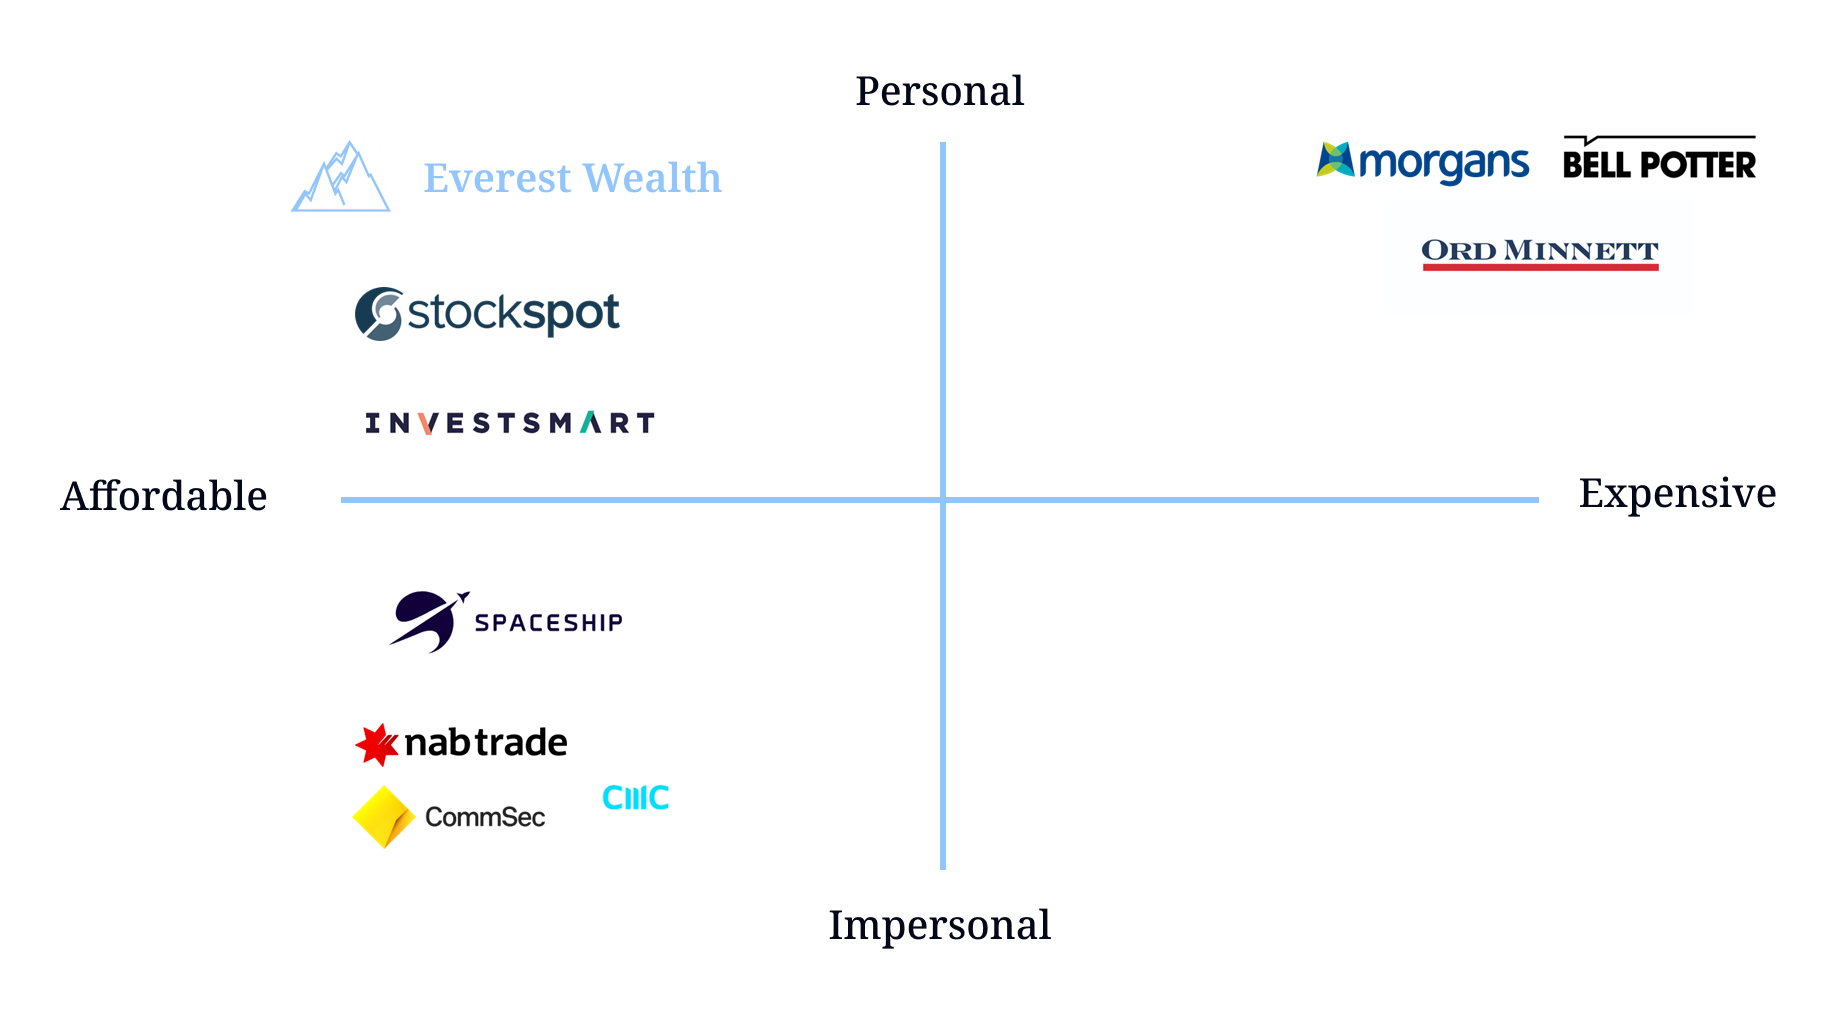 Personal
Everest Wealth
morgans
BELL POTTER
ORD MINNETT
stockspot
INVESTSMART
Affordable
Expensive
SPACESHIP
nabtrade
CMC
CommSec
Impersonal